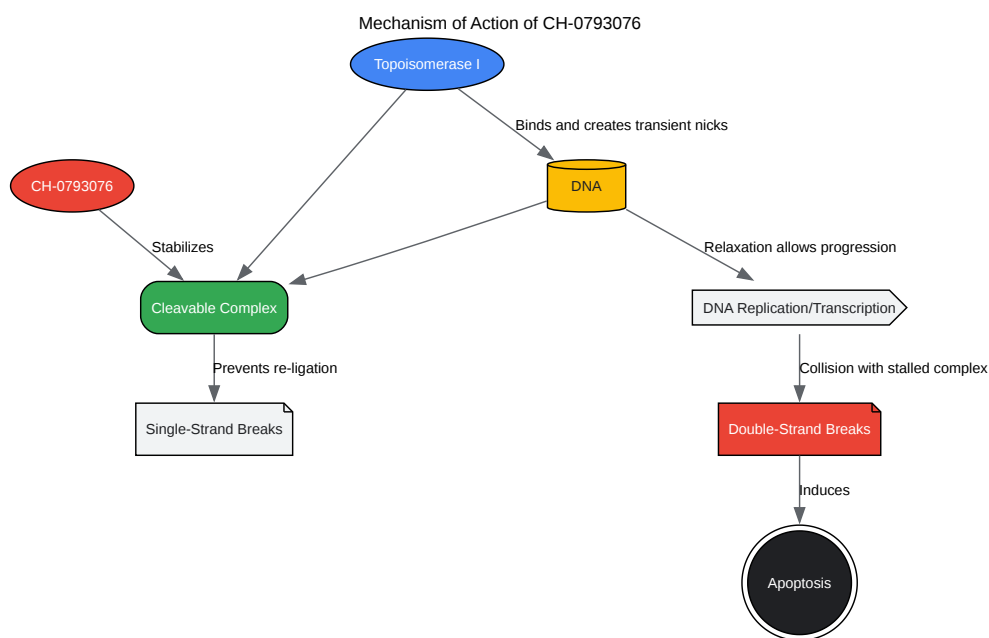 Mechanism of Action of CH-0793076
Topoisomerase I
Binds and creates transient nicks
CH-0793076
DNA
Stabilizes
Relaxation allows progression
Cleavable Complex
DNA Replication/Transcription
Prevents re-ligation
Collision with stalled complex
Single-Strand Breaks
Double-Strand Breaks
Induces
Apoptosis